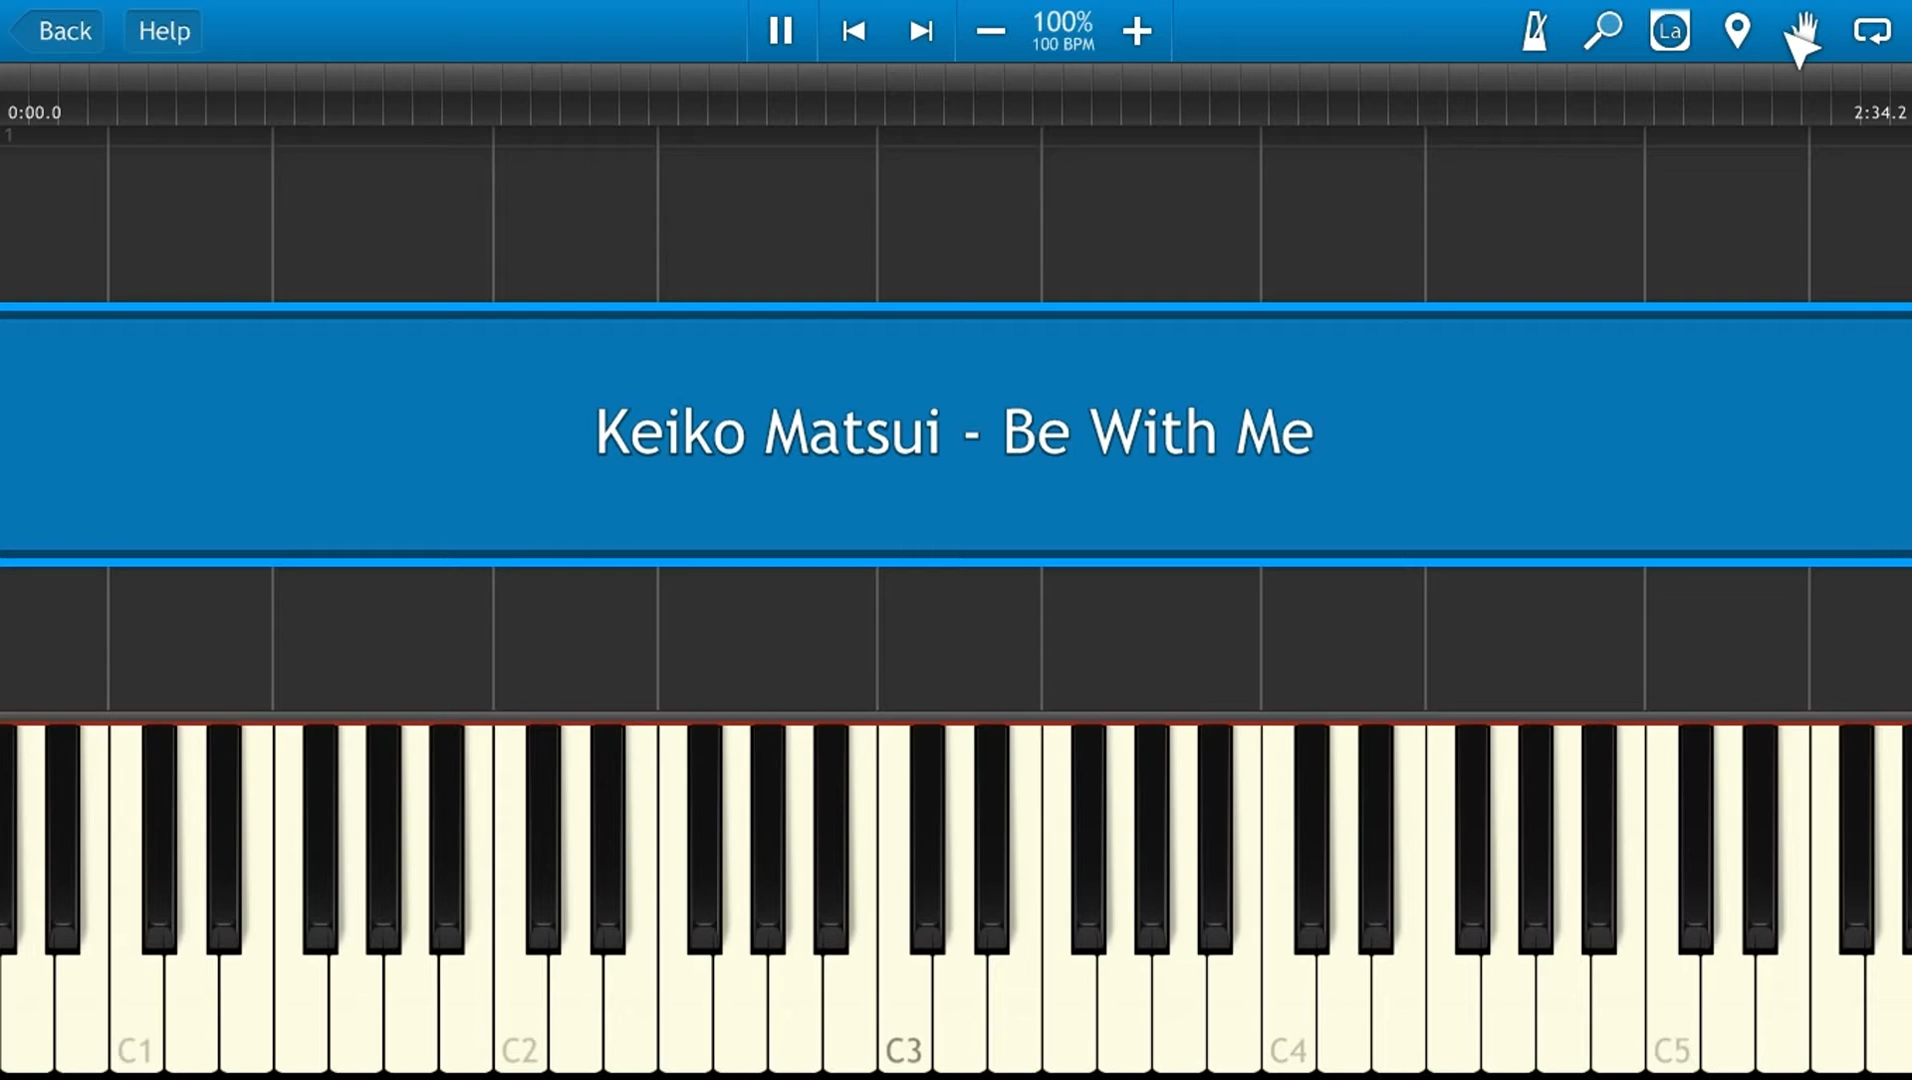 Back
Help
100%
100 BPM
La
0:00.0
2:34.2
1
Keiko Matsui - Be With Me
C1
C2
C3
C4
C5